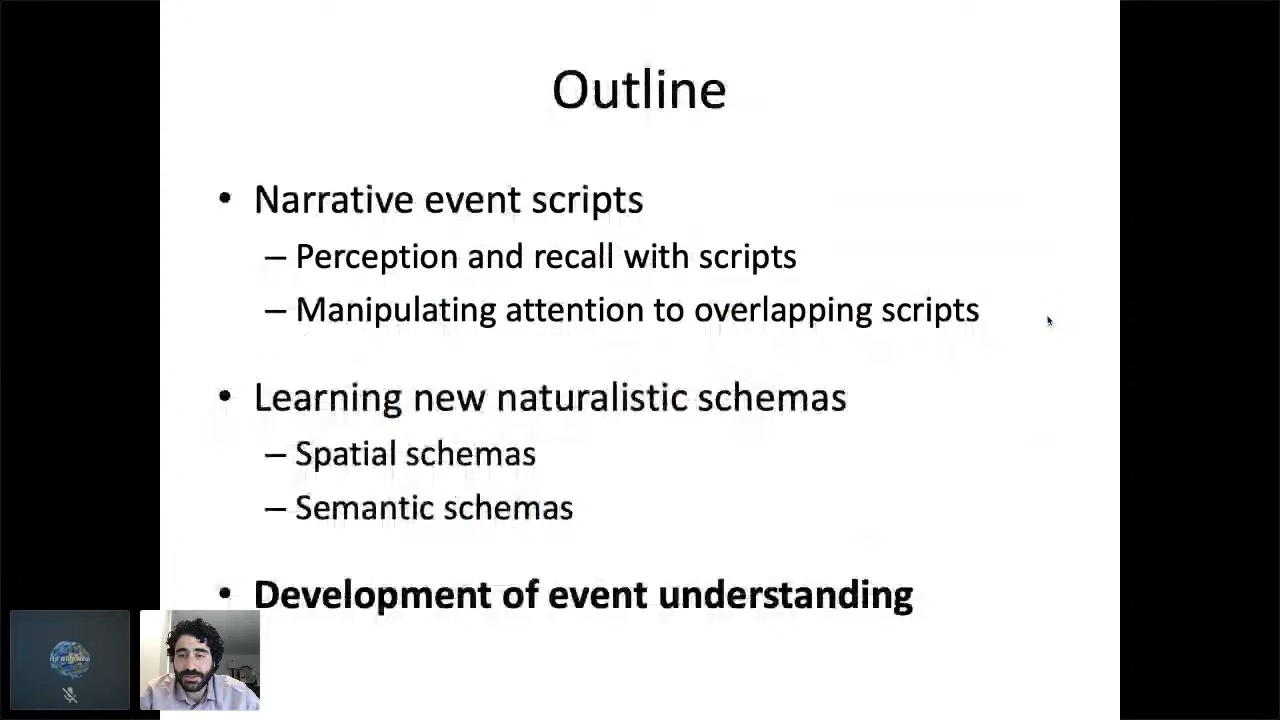 Outline
• Narrative event scripts
– Perception and recall with scripts
– Manipulating attention to overlapping scripts
• Learning new naturalistic schemas
– Spatial schemas
– Semantic schemas
• Development of event understanding